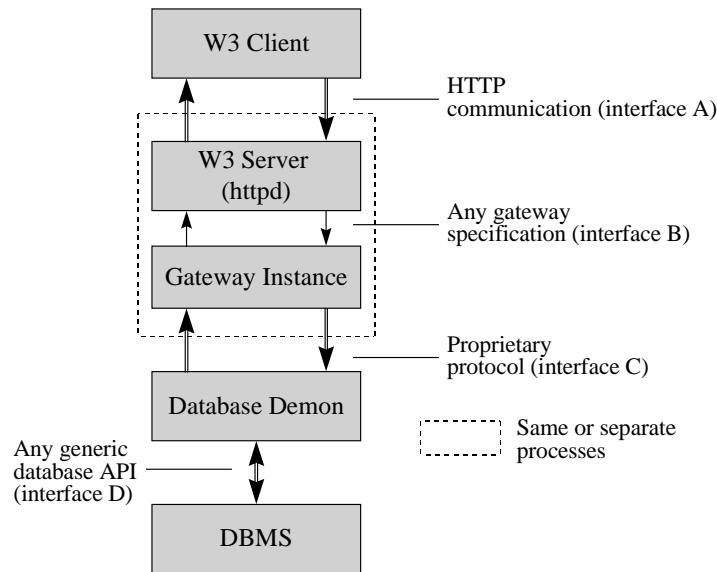 W3 Client
HTTP
communication (interface A)
W3 Server
(httpd)
Any gateway
specification (interface B)
Gateway Instance
Proprietary
protocol (interface C)
Database Demon
Same or separate
processes
Any generic
database API
(interface D)
DBMS